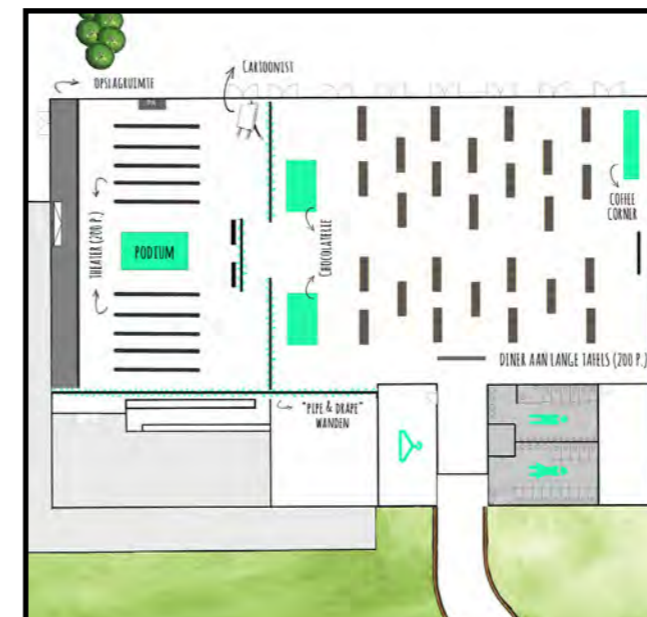 OPSLAGRUIMTE
CARTOONIST
THEATER (200 P.)
PODIUM
CHOCOLATELLE
COFFEE
CORNER
DINER AAN LANGE TAFELS (200 P.)
"PIPE & DRAPE"
WANDEN